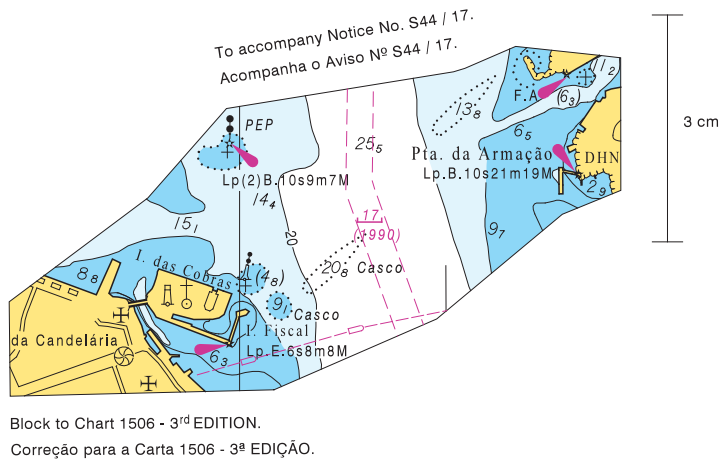 To accompany Notice No. S44 / 17.
Acompanha o Aviso Nº S44 / 17.
3 cm
11₂
F.A
(6₃)
13₈
6₅
PEP
25₅
Pta. da Armação
DHN
Lp(2)B.10s9m7M
Lp.B.10s21m19M
2₉
14₄
17
(1990)
15₁
20
9₇
I. das Cobras
8₈
(4₈)
20₈ Casco
9
Casco
I. Fiscal
da Candelária
6₃
Lp.E.6s8m8M
Block to Chart 1506 - 3rd EDITION.
Correção para a Carta 1506 - 3ª EDIÇÃO.